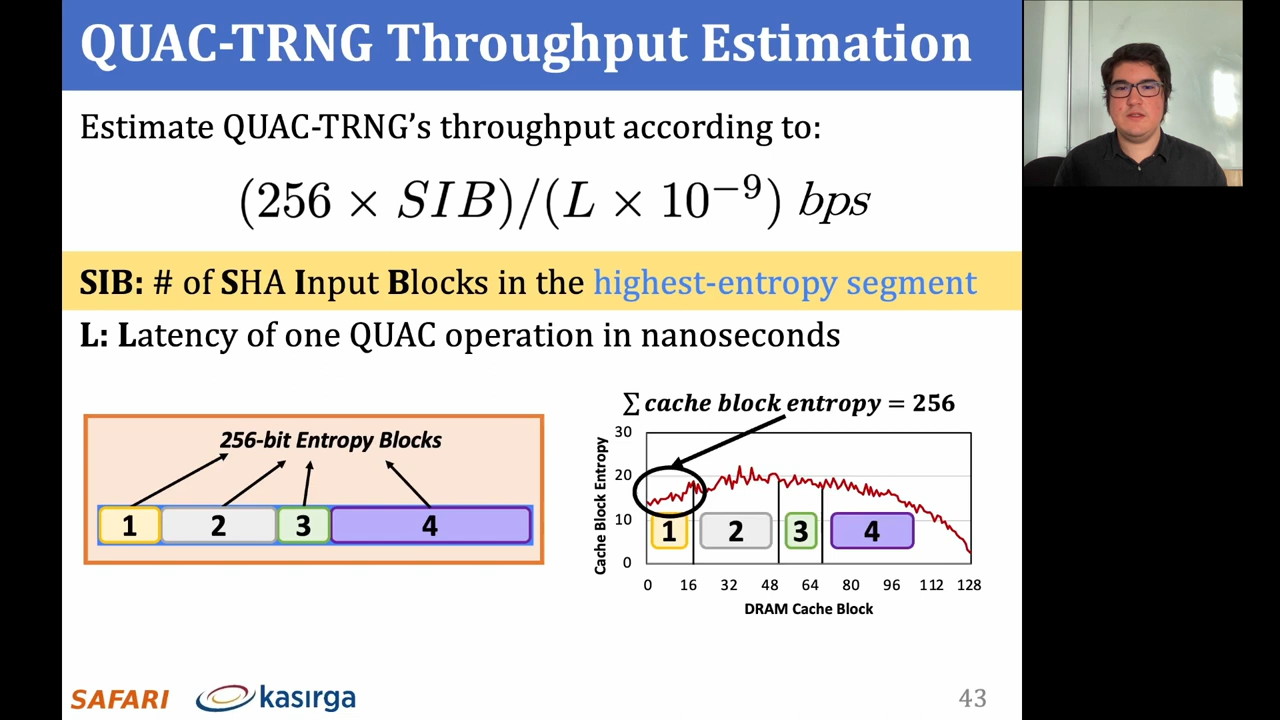 QUAC-TRNG Throughput Estimation
Estimate QUAC-TRNG’s throughput according to:
(256 × SIB)/(L × 10⁻⁹) bps
SIB: # of SHA Input Blocks in the highest-entropy segment
L: Latency of one QUAC operation in nanoseconds
256-bit Entropy Blocks
1 2 3 4
∑ cache block entropy = 256
Cache Block Entropy
30
20
10
0
1 2 3 4
0 16 32 48 64 80 96 112 128
DRAM Cache Block
SAFARI
kasırga
43